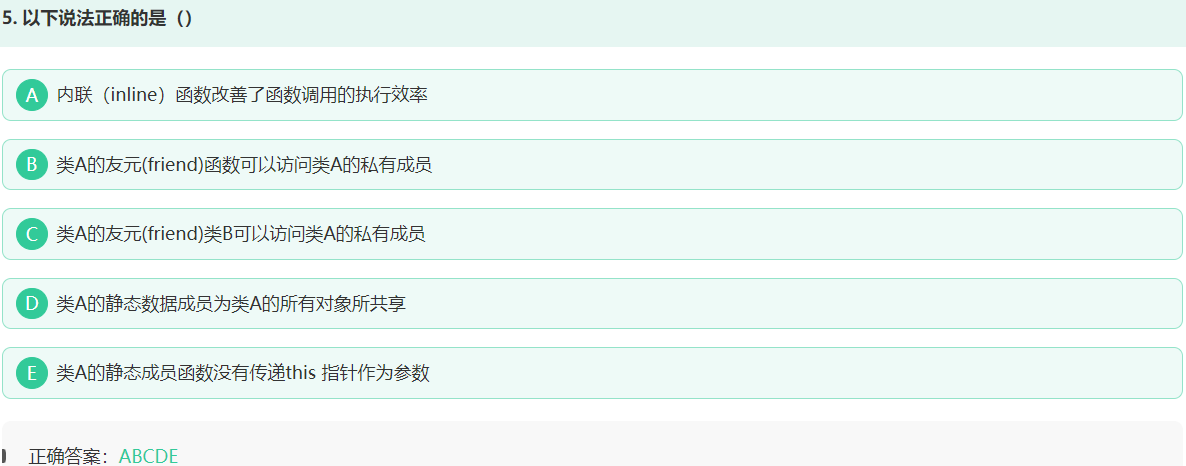 5. 以下说法正确的是（）
A 内联（inline）函数改善了函数调用的执行效率
B 类A的友元(friend)函数可以访问类A的私有成员
C 类A的友元(friend)类B可以访问类A的私有成员
D 类A的静态数据成员为类A的所有对象所共享
E 类A的静态成员函数没有传递this 指针作为参数
正确答案：ABCDE